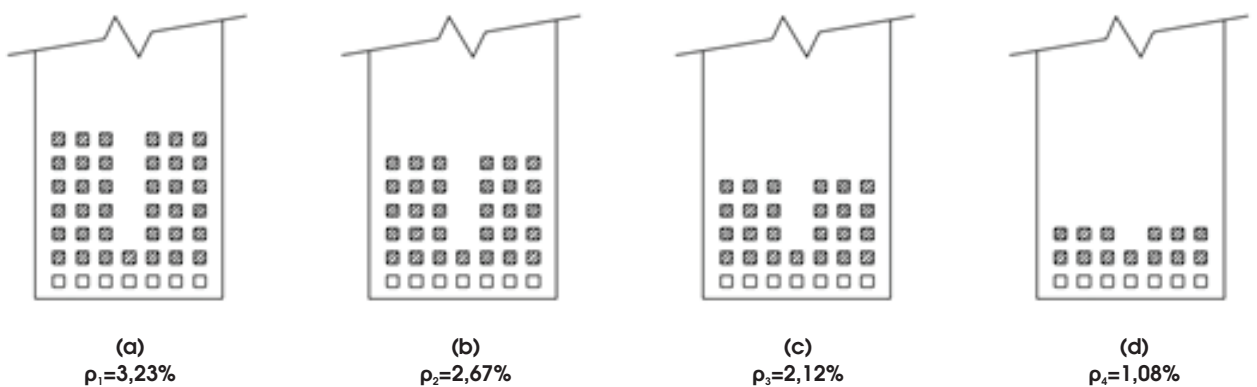 (a) (b) (c) (d)
ρ₁=3,23% ρ₂=2,67% ρ₃=2,12% ρ₄=1,08%